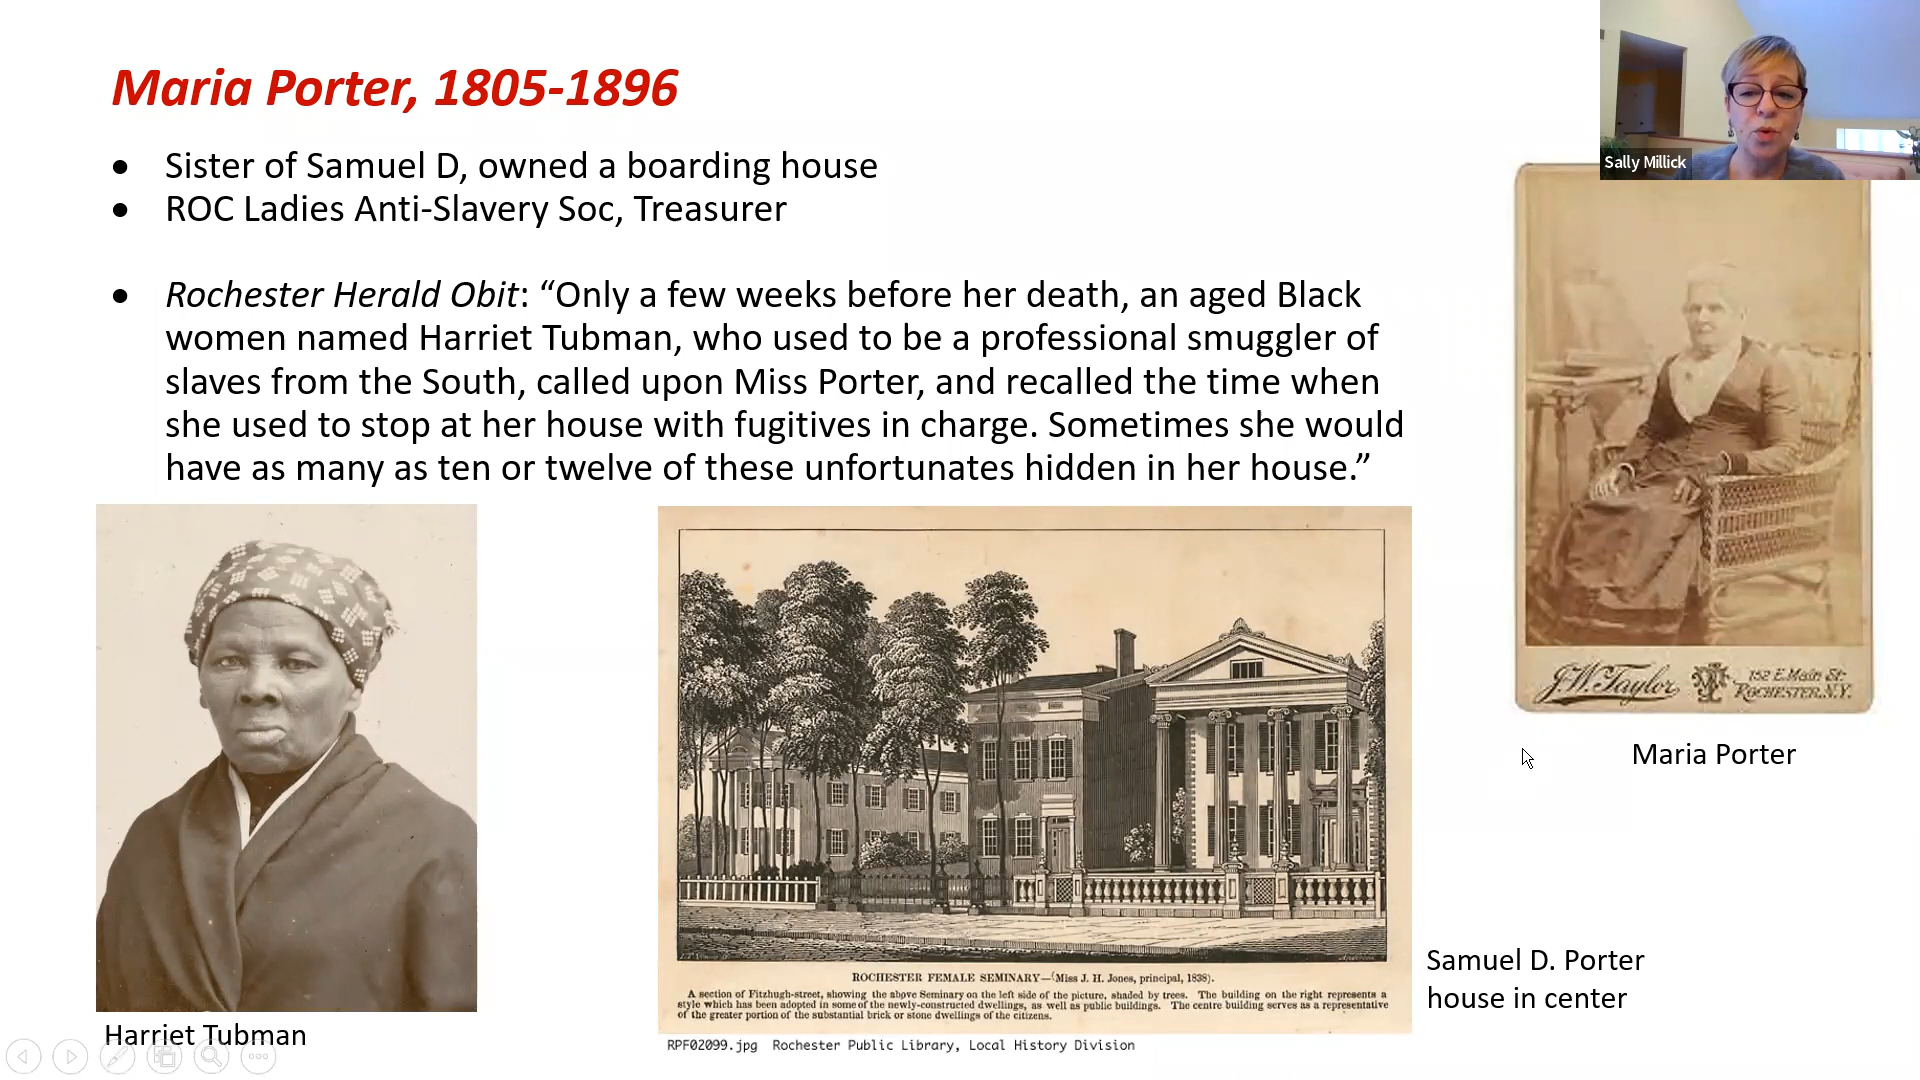 Maria Porter, 1805-1896
Sally Millick
● Sister of Samuel D, owned a boarding house
● ROC Ladies Anti-Slavery Soc, Treasurer
● Rochester Herald Obit: “Only a few weeks before her death, an aged Black
women named Harriet Tubman, who used to be a professional smuggler of
slaves from the South, called upon Miss Porter, and recalled the time when
she used to stop at her house with fugitives in charge. Sometimes she would
have as many as ten or twelve of these unfortunates hidden in her house.”
J.W. Taylor
152 E. Main St.
ROCHESTER, N.Y.
Maria Porter
ROCHESTER FEMALE SEMINARY—(Miss J. H. Jones, principal, 1838).
A section of Fitzhugh-street, showing the above Seminary on the left side of the picture, shaded by trees. The building on the right represents a
style which has been adopted in some of the newly-constructed dwellings, as well as public buildings. The centre building serves as a representative
of the greater portion of the substantial brick or stone dwellings of the citizens.
Samuel D. Porter
house in center
Harriet Tubman
RPF02099.jpg Rochester Public Library, Local History Division